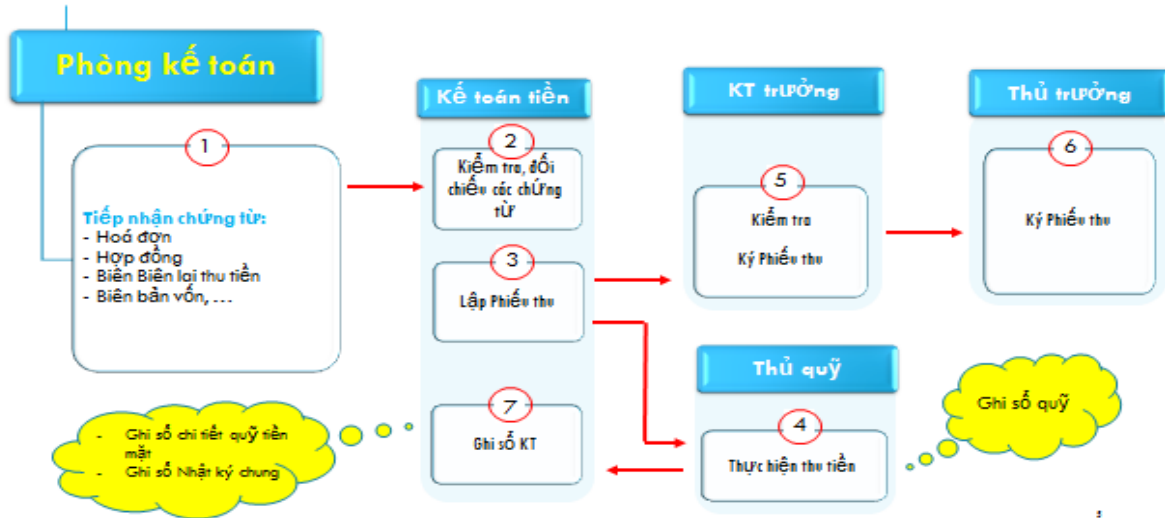 Phòng kế toán
1
Tiếp nhận chứng từ:
- Hoá đơn
- Hợp đồng
- Biên Biên lai thu tiền
- Biên bản vốn, ...
Kế toán tiền
2
Kiểm tra, đối
chiếu các chứng
từ
3
Lập Phiếu thu
7
Ghi sổ KT
- Ghi sổ chi tiết quỹ tiền
mặt
- Ghi sổ Nhật ký chung
KT trưởng
5
Kiểm tra
Ký Phiếu thu
Thủ trưởng
6
Ký Phiếu thu
Thủ quỹ
4
Thực hiện thu tiền
Ghi sổ quỹ